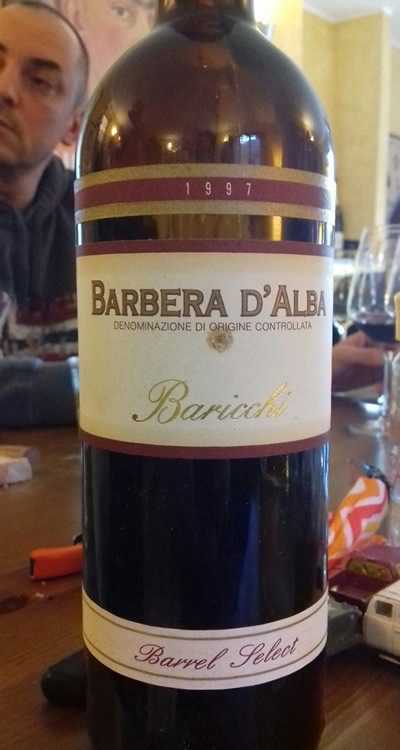 1997
BARBERA D'ALBA
DENOMINAZIONE DI ORIGINE CONTROLLATA
Baricchi
Barrel Select